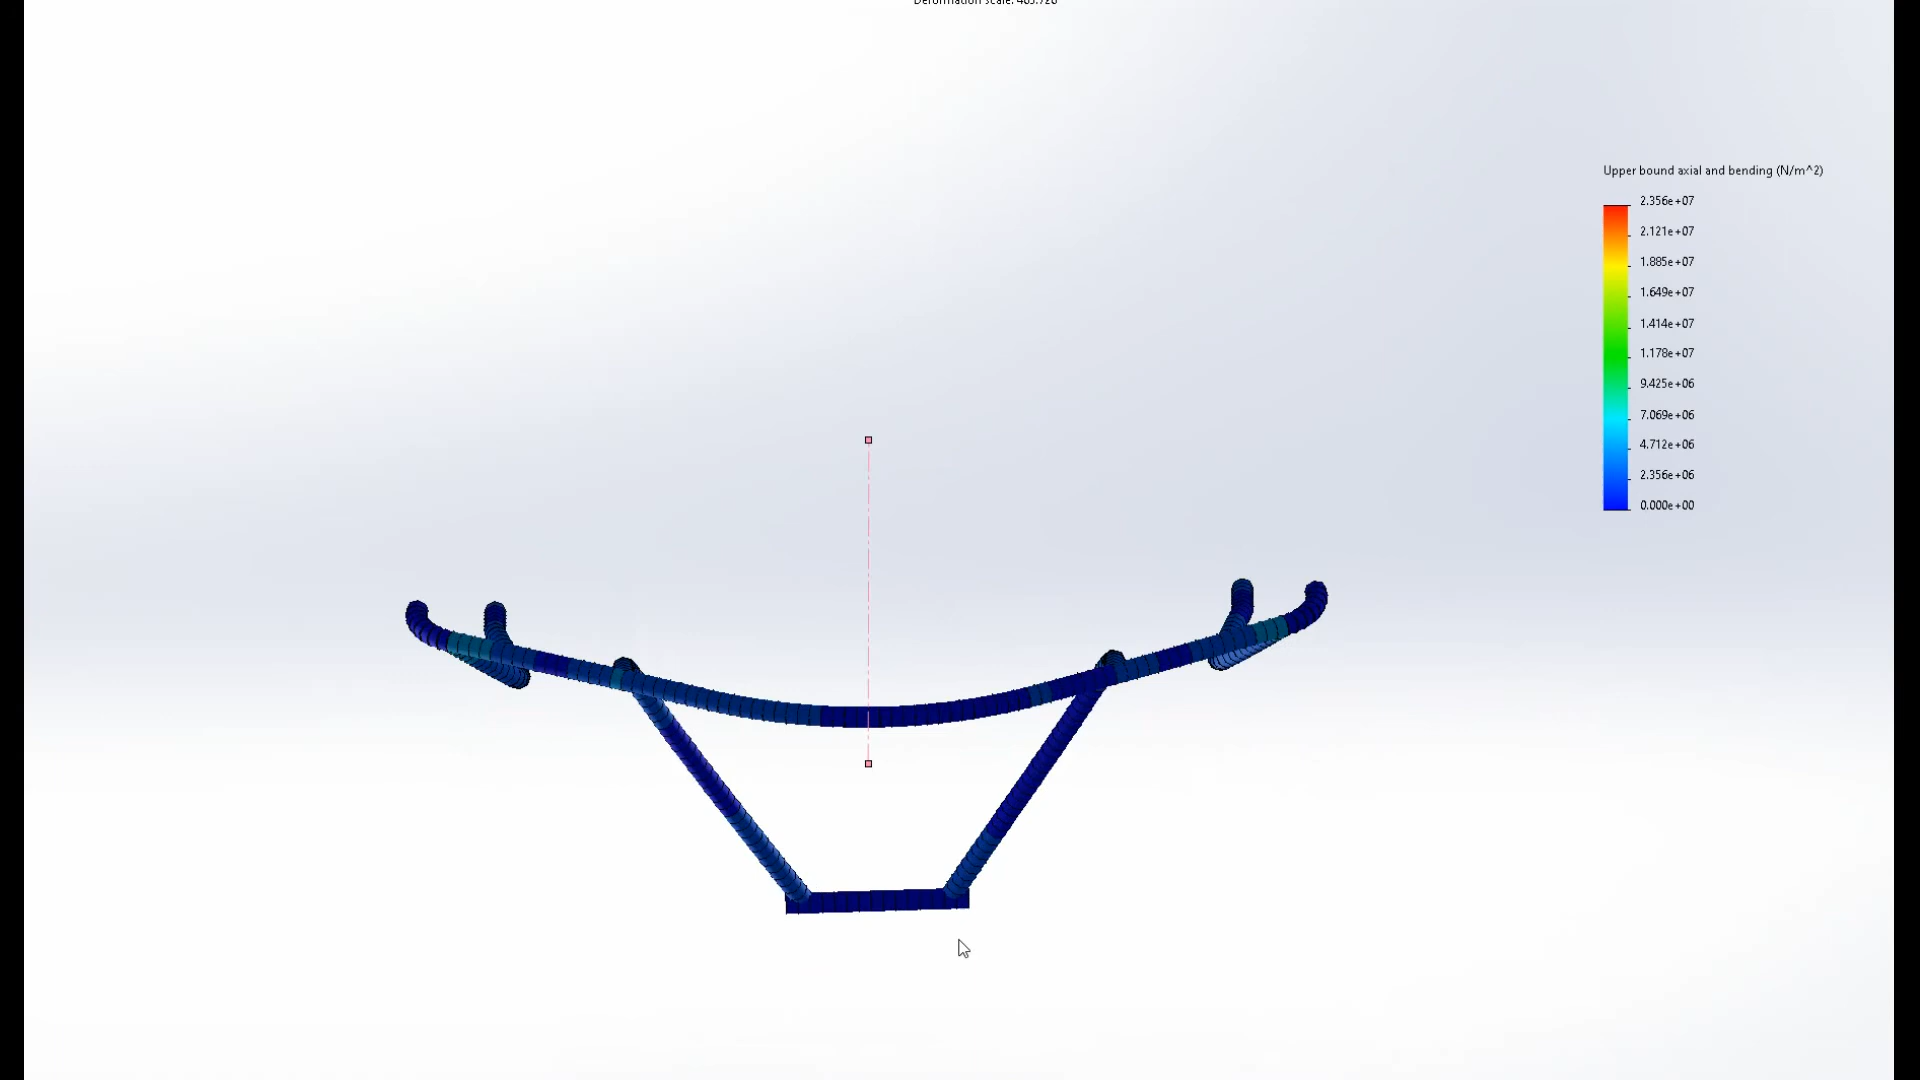 Deformation scale: 465.728
Upper bound axial and bending (N/m^2)
2.356e+07
2.121e+07
1.885e+07
1.649e+07
1.414e+07
1.178e+07
9.425e+06
7.069e+06
4.712e+06
2.356e+06
0.000e+00